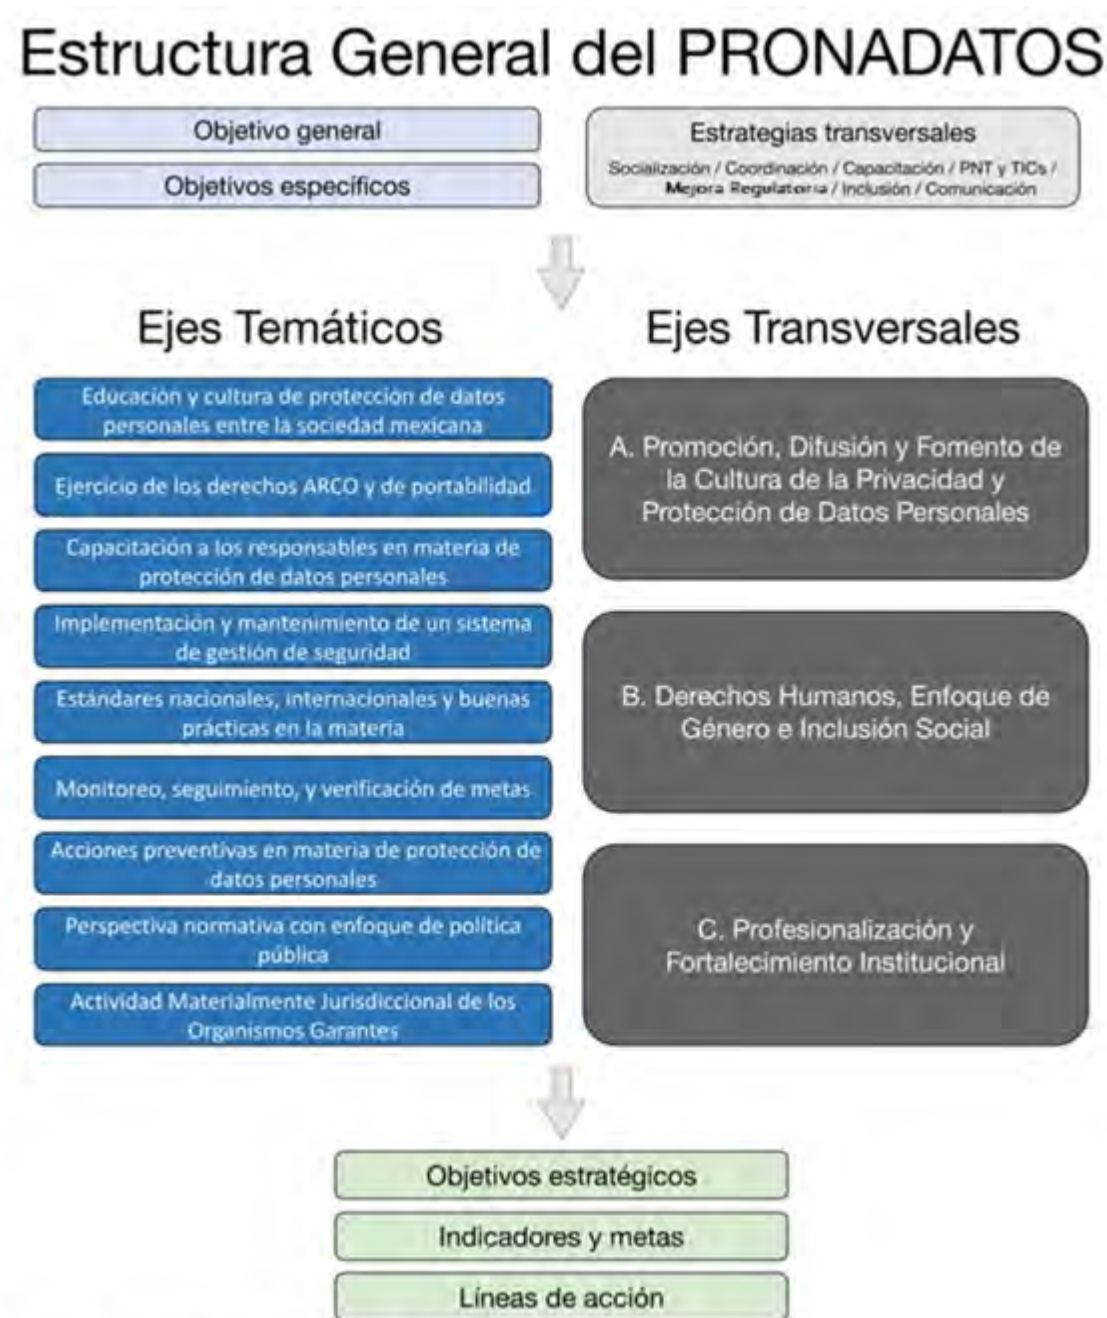 Estructura General del PRONADATOS
Objetivo general
Objetivos específicos
Estrategias transversales
Socialización / Coordinación / Capacitación / PNT y TICs /
Mejora Regulatoria / Inclusión / Comunicación
Ejes Temáticos
Educación y cultura de protección de datos
personales entre la sociedad mexicana
Ejercicio de los derechos ARCO y de portabilidad
Capacitación a los responsables en materia de
protección de datos personales
Implementación y mantenimiento de un sistema
de gestión de seguridad
Estándares nacionales, internacionales y buenas
prácticas en la materia
Monitoreo, seguimiento, y verificación de metas
Acciones preventivas en materia de protección de
datos personales
Perspectiva normativa con enfoque de política
pública
Actividad Materialmente Jurisdiccional de los
Organismos Garantes
Ejes Transversales
A. Promoción, Difusión y Fomento de
la Cultura de la Privacidad y
Protección de Datos Personales
B. Derechos Humanos, Enfoque de
Género e Inclusión Social
C. Profesionalización y
Fortalecimiento Institucional
Objetivos estratégicos
Indicadores y metas
Líneas de acción